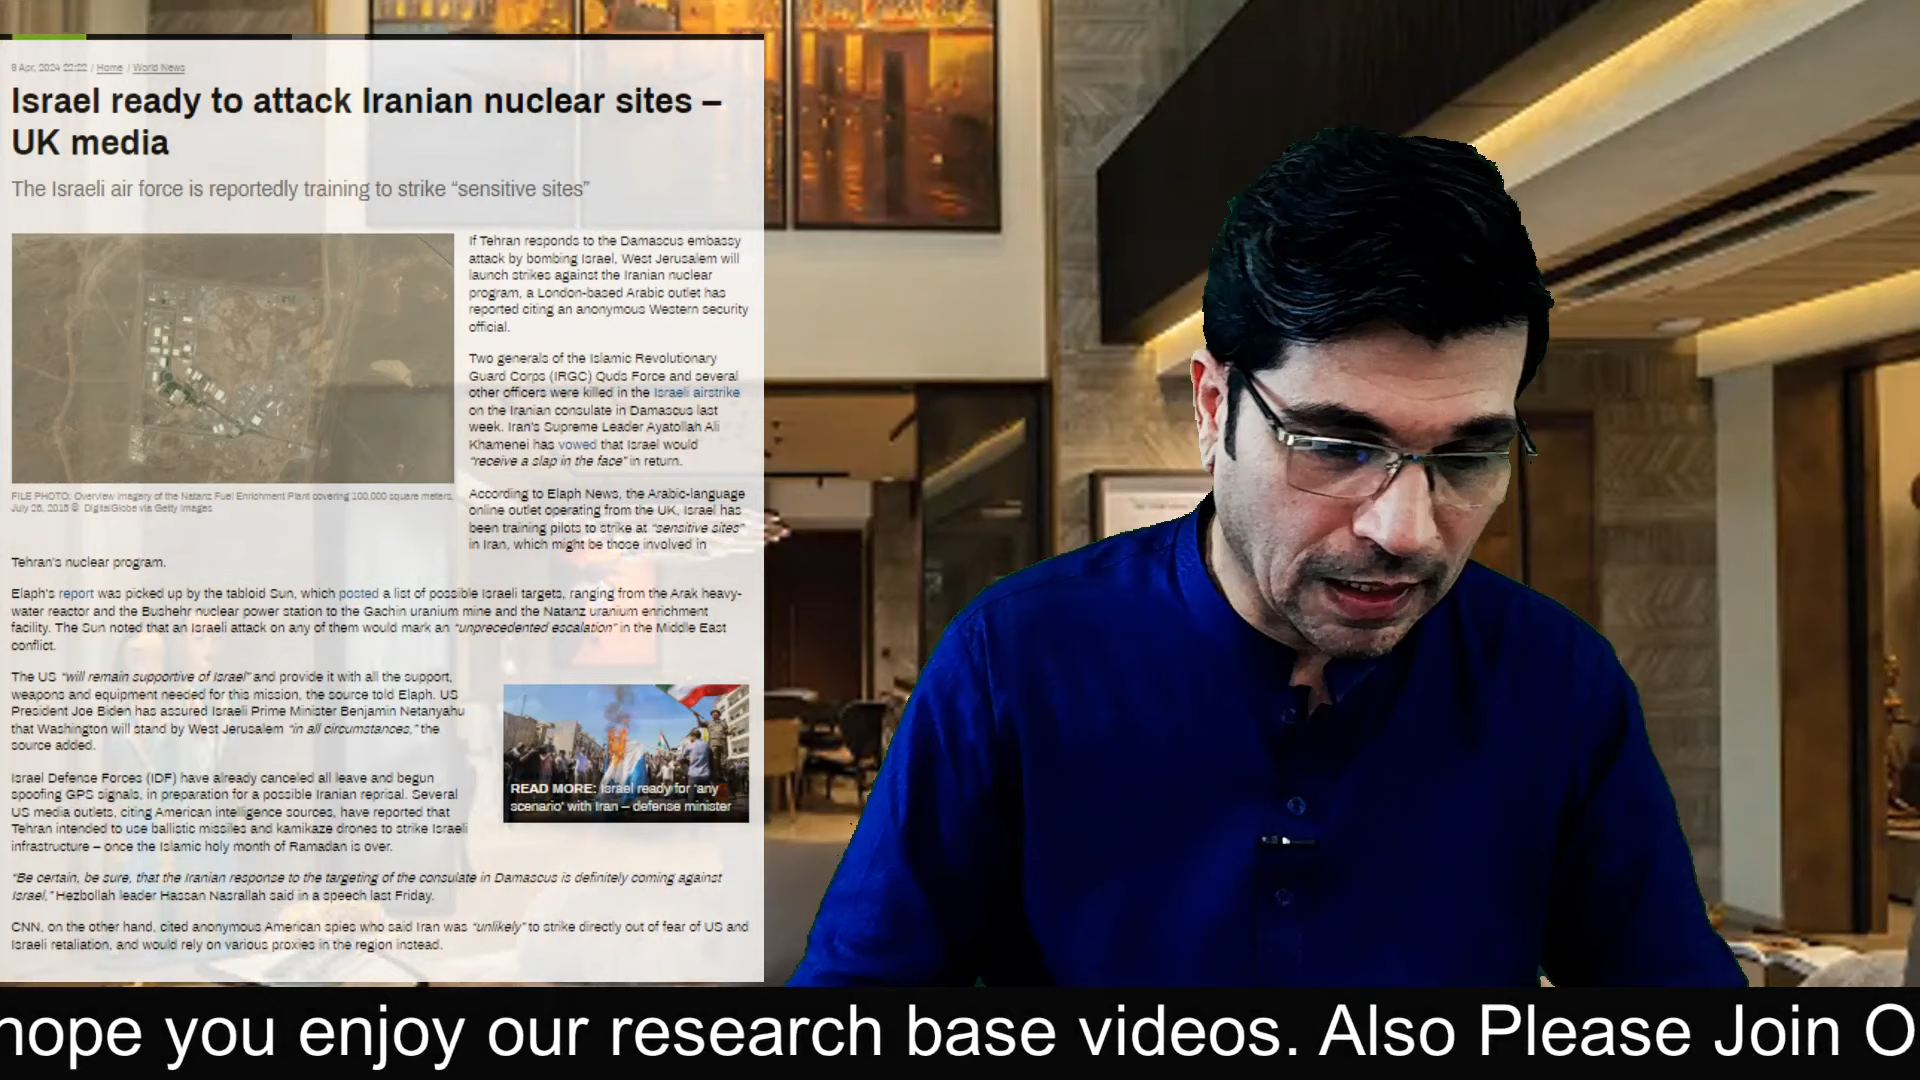 9 Apr, 2024 22:22 / Home / World News
Israel ready to attack Iranian nuclear sites –
UK media
The Israeli air force is reportedly training to strike “sensitive sites”
If Tehran responds to the Damascus embassy
attack by bombing Israel, West Jerusalem will
launch strikes against the Iranian nuclear
program, a London-based Arabic outlet has
reported citing an anonymous Western security
official.
Two generals of the Islamic Revolutionary
Guard Corps (IRGC) Quds Force and several
other officers were killed in the Israeli airstrike
on the Iranian consulate in Damascus last
week. Iran's Supreme Leader Ayatollah Ali
Khamenei has vowed that Israel would
“receive a slap in the face” in return.
FILE PHOTO: Overview imagery of the Natanz Fuel Enrichment Plant covering 100,000 square meters,
July 26, © DigitalGlobe via Getty Images
According to Elaph News, the Arabic-language
online outlet operating from the UK, Israel has
been training pilots to strike at “sensitive sites”
in Iran, which might be those involved in
Tehran's nuclear program.
Elaph's report was picked up by the tabloid Sun, which posted a list of possible Israeli targets, ranging from the Arak heavy-
water reactor and the Bushehr nuclear power station to the Gachin uranium mine and the Natanz uranium enrichment
facility. The Sun noted that an Israeli attack on any of them would mark an “unprecedented escalation” in the Middle East
conflict.
The US “will remain supportive of Israel” and provide it with all the support,
weapons and equipment needed for this mission, the source told Elaph. US
President Joe Biden has assured Israeli Prime Minister Benjamin Netanyahu
that Washington will stand by West Jerusalem “in all circumstances,” the
source added.
Israel Defense Forces (IDF) have already canceled all leave and begun
spoofing GPS signals, in preparation for a possible Iranian reprisal. Several
US media outlets, citing American intelligence sources, have reported that
Tehran intended to use ballistic missiles and kamikaze drones to strike Israeli
infrastructure – once the Islamic holy month of Ramadan is over.
READ MORE: Israel ready for 'any
scenario' with Iran – defense minister
“Be certain, be sure, that the Iranian response to the targeting of the consulate in Damascus is definitely coming against
Israel,” Hezbollah leader Hassan Nasrallah said in a speech last Friday.
CNN, on the other hand, cited anonymous American spies who said Iran was “unlikely” to strike directly out of fear of US and
Israeli retaliation, and would rely on various proxies in the region instead.
hope you enjoy our research base videos. Also Please Join O